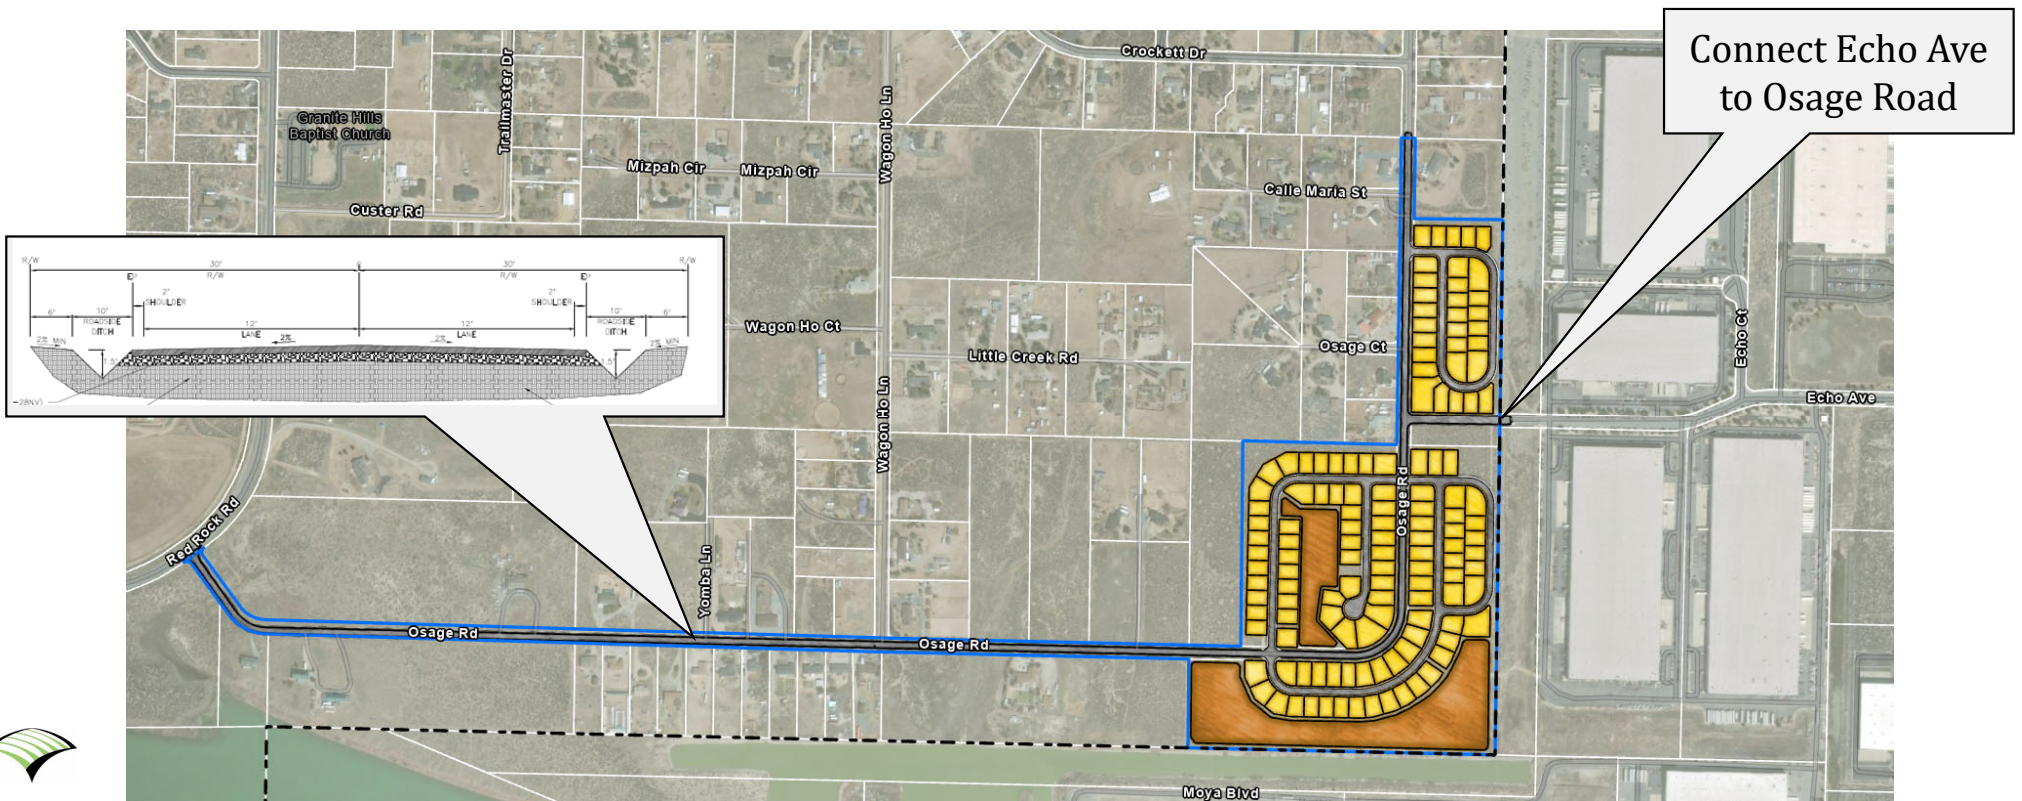 Connect Echo Ave
to Osage Road
Crockett Dr
Trailmaster Dr
Granite Hills
Baptist Church
Wagon Ho Ln
Mizpah Cir
Mizpah Cir
Calle Maria St
Custer Rd
R/W
30'
R/W
30'
R/W
R/W
EP
EP
2'
SHOULDER
2'
SHOULDER
6'
10'
ROADSIDE
DITCH
12'
LANE
12'
LANE
10'
ROADSIDE
DITCH
6'
2% MIN
2%
2%
2% MIN
1.5'
1.5'
Wagon Ho Ct
Little Creek Rd
Osage Ct
Echo Ct
Echo Ave
Wagon Ho Ln
Osage Rd
Red Rock Rd
Yomba Ln
Osage Rd
Osage Rd
Moya Blvd